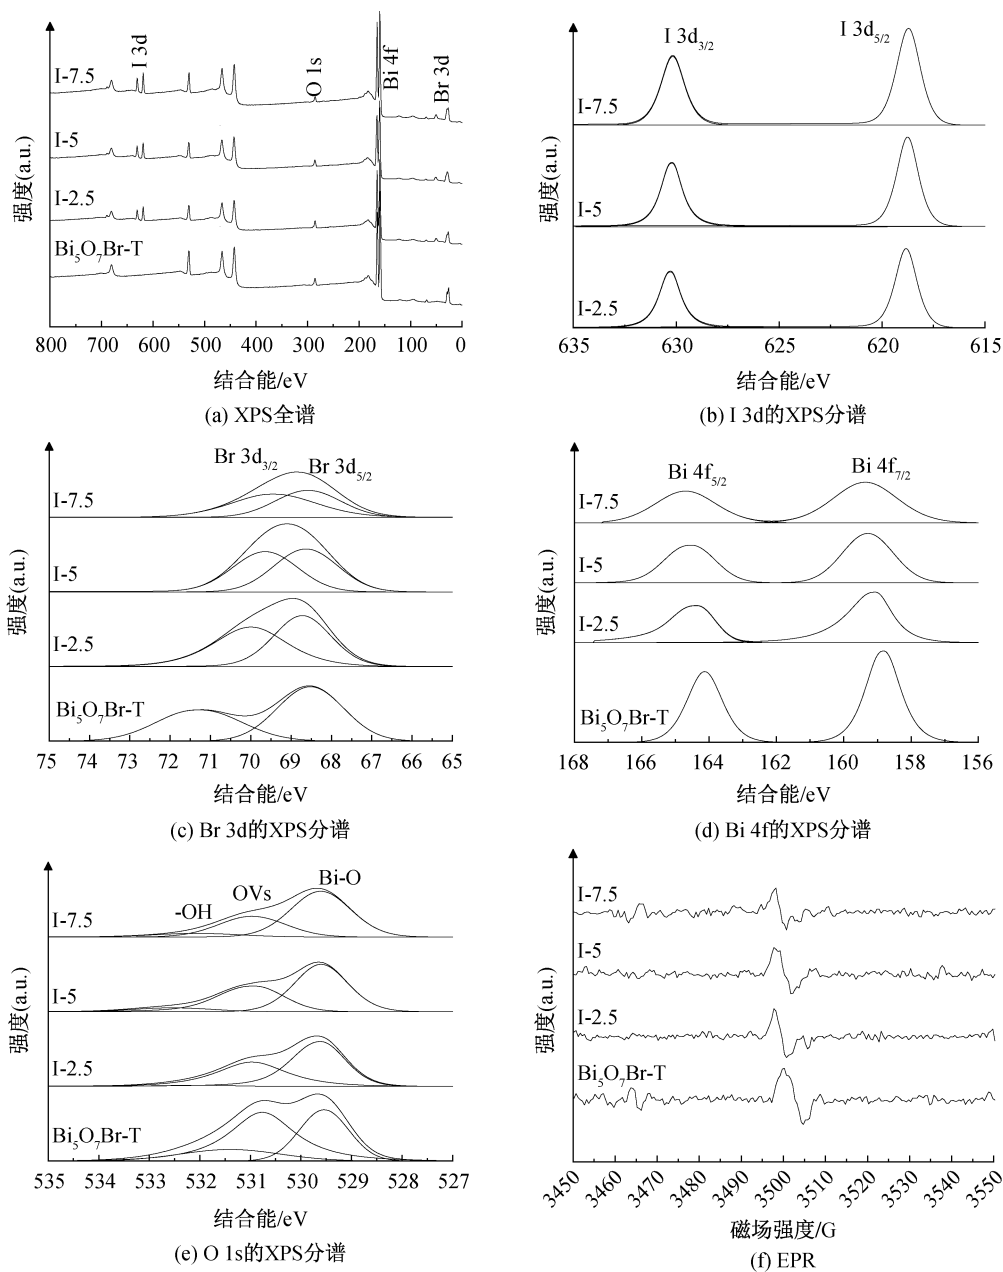 I 3d
O 1s
Bi 4f
Br 3d
I-7.5
I-5
I-2.5
Bi₅O₇Br-T
强度(a.u.)
800 700 600 500 400 300 200 100 0
结合能/eV
(a) XPS全谱
I 3d₃/₂
I 3d₅/₂
I-7.5
I-5
I-2.5
强度(a.u.)
635 630 625 620 615
结合能/eV
(b) I 3d的XPS分谱
Br 3d₃/₂
Br 3d₅/₂
I-7.5
I-5
I-2.5
Bi₅O₇Br-T
强度(a.u.)
75 74 73 72 71 70 69 68 67 66 65
结合能/eV
(c) Br 3d的XPS分谱
Bi 4f₅/₂
Bi 4f₇/₂
I-7.5
I-5
I-2.5
Bi₅O₇Br-T
强度(a.u.)
168 166 164 162 160 158 156
结合能/eV
(d) Bi 4f的XPS分谱
Bi-O
OVs
-OH
I-7.5
I-5
I-2.5
Bi₅O₇Br-T
强度(a.u.)
535 534 533 532 531 530 529 528 527
结合能/eV
(e) O 1s的XPS分谱
I-7.5
I-5
I-2.5
Bi₅O₇Br-T
强度(a.u.)
3450 3460 3470 3480 3490 3500 3510 3520 3530 3540 3550
磁场强度/G
(f) EPR